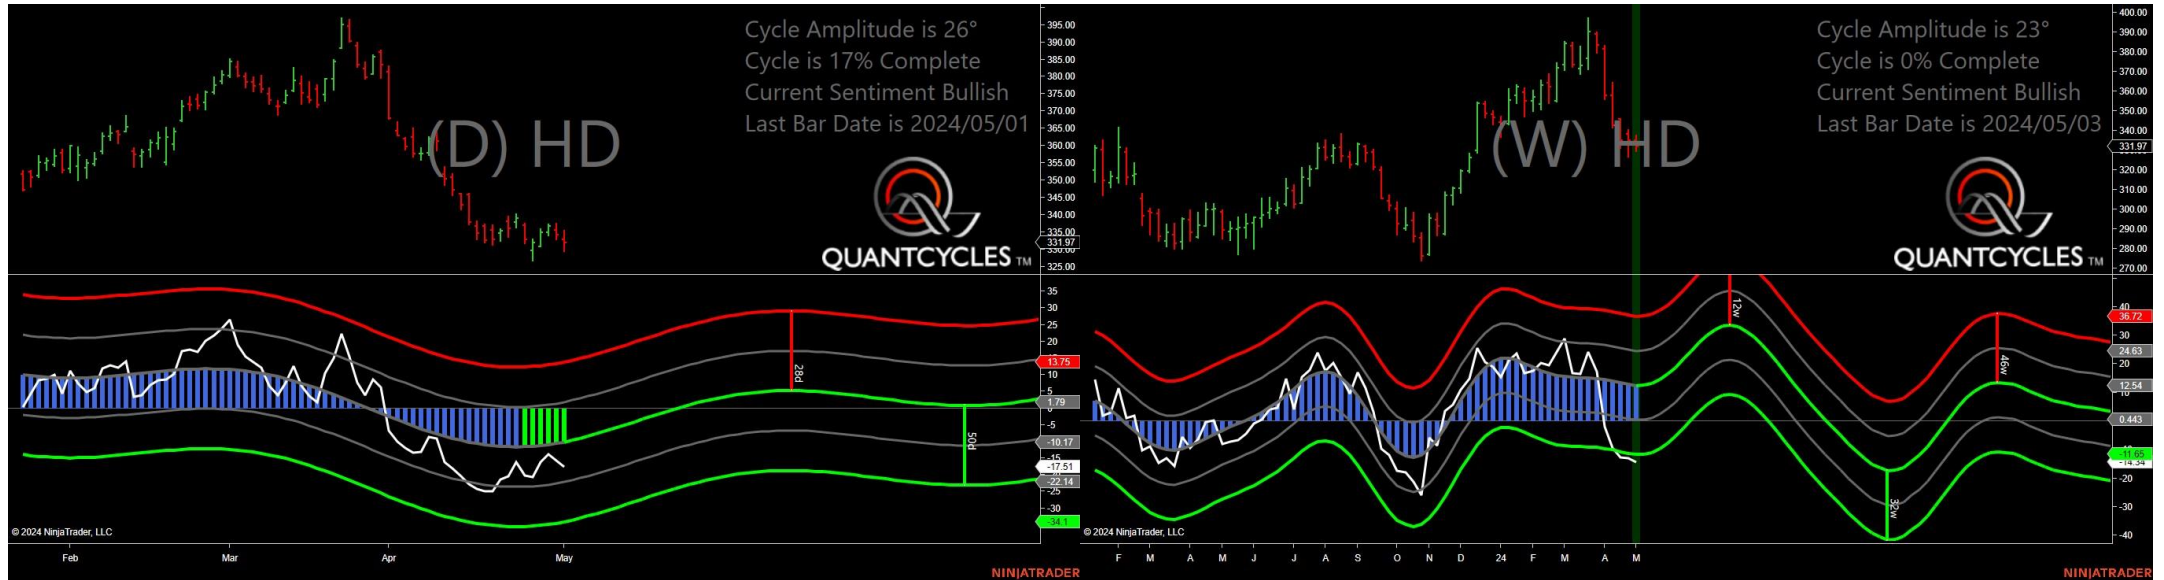 Cycle Amplitude is 26°
Cycle is 17% Complete
Current Sentiment Bullish
Last Bar Date is 2024/05/01
(D) HD
QUANTCYCLES TM
395.00
390.00
385.00
380.00
375.00
370.00
365.00
360.00
355.00
350.00
345.00
340.00
335.00
331.97
330.00
325.00
35
30
25
20
13.75
10
5
1.79
-5
-10.17
-15
-17.51
-22.14
-25
-30
-34.1
28d
50d
© 2024 NinjaTrader, LLC
Feb Mar Apr May
NINJATRADER
Cycle Amplitude is 23°
Cycle is 0% Complete
Current Sentiment Bullish
Last Bar Date is 2024/05/03
(W) HD
QUANTCYCLES TM
400.00
390.00
380.00
370.00
360.00
350.00
340.00
331.97
320.00
310.00
300.00
290.00
280.00
270.00
40
36.72
30
24.63
20
12.54
10
0.443
-11.65
-14.34
-20
-30
-40
12w
46w
32w
© 2024 NinjaTrader, LLC
F M A M J J A S O N D 24 F M A M
NINJATRADER